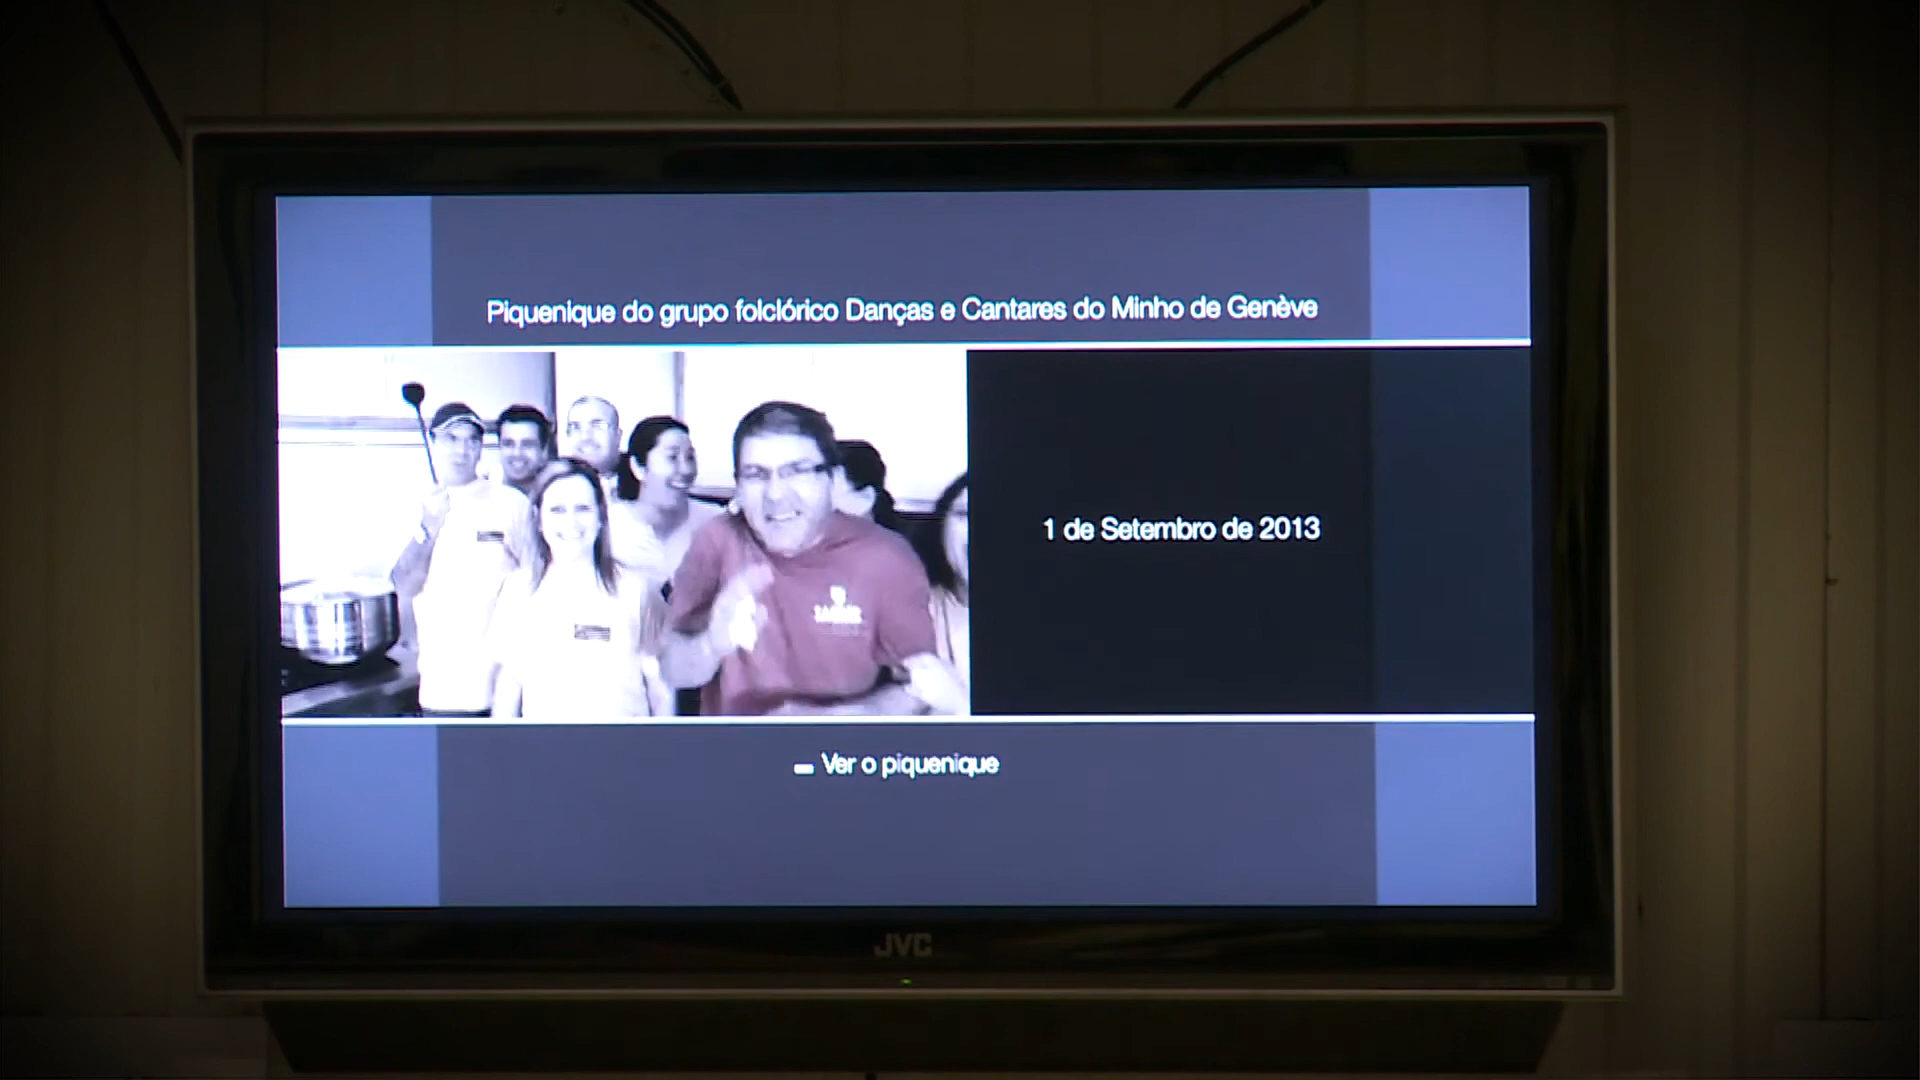 Piquenique do grupo folclórico Danças e Cantares do Minho de Genève
1 de Setembro de 2013
Ver o piquenique
JVC